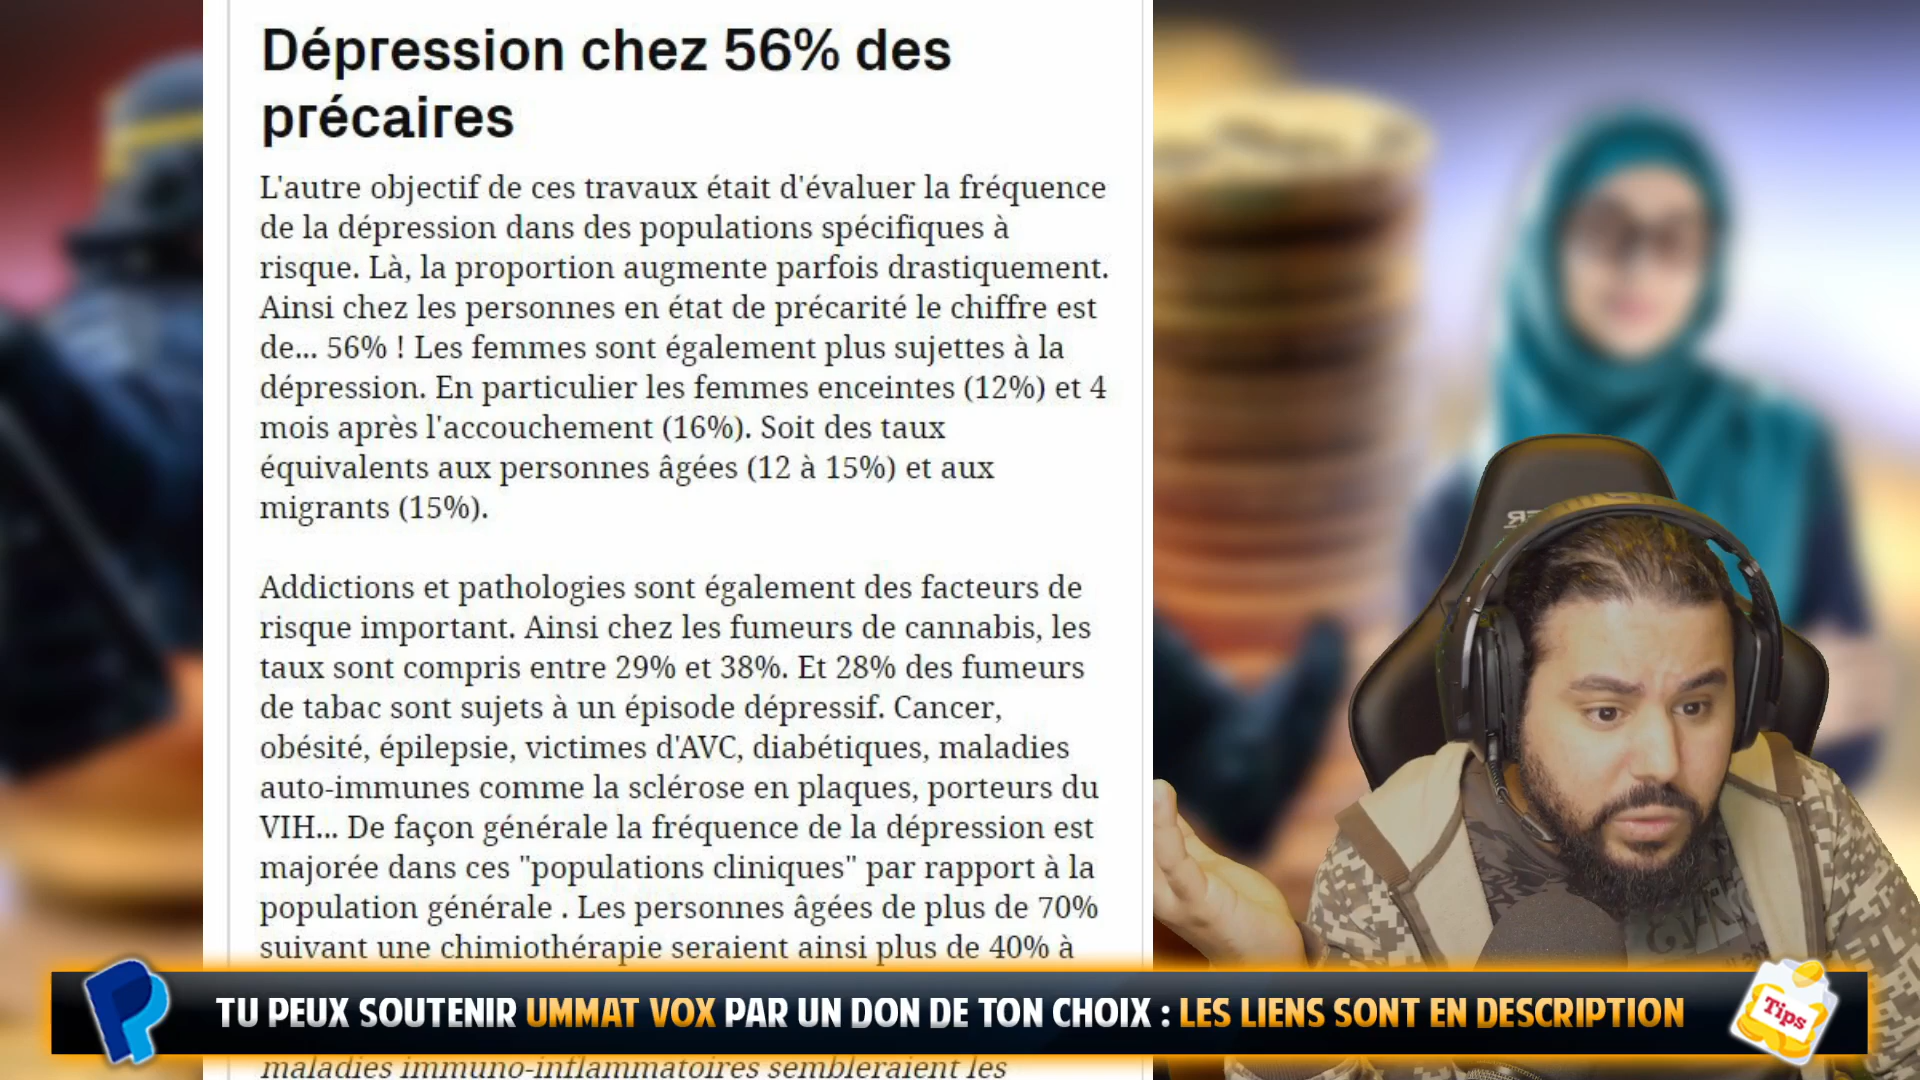 Dépression chez 56% des
précaires
L'autre objectif de ces travaux était d'évaluer la fréquence
de la dépression dans des populations spécifiques à
risque. Là, la proportion augmente parfois drastiquement.
Ainsi chez les personnes en état de précarité le chiffre est
de... 56% ! Les femmes sont également plus sujettes à la
dépression. En particulier les femmes enceintes (12%) et 4
mois après l'accouchement (16%). Soit des taux
équivalents aux personnes âgées (12 à 15%) et aux
migrants (15%).
Addictions et pathologies sont également des facteurs de
risque important. Ainsi chez les fumeurs de cannabis, les
taux sont compris entre 29% et 38%. Et 28% des fumeurs
de tabac sont sujets à un épisode dépressif. Cancer,
obésité, épilepsie, victimes d'AVC, diabétiques, maladies
auto-immunes comme la sclérose en plaques, porteurs du
VIH... De façon générale la fréquence de la dépression est
majorée dans ces "populations cliniques" par rapport à la
population générale . Les personnes âgées de plus de 70%
suivant une chimiothérapie seraient ainsi plus de 40% à
TU PEUX SOUTENIR UMMAT VOX PAR UN DON DE TON CHOIX : LES LIENS SONT EN DESCRIPTION
Tips
maladies immuno-inflammatoires sembleraient les